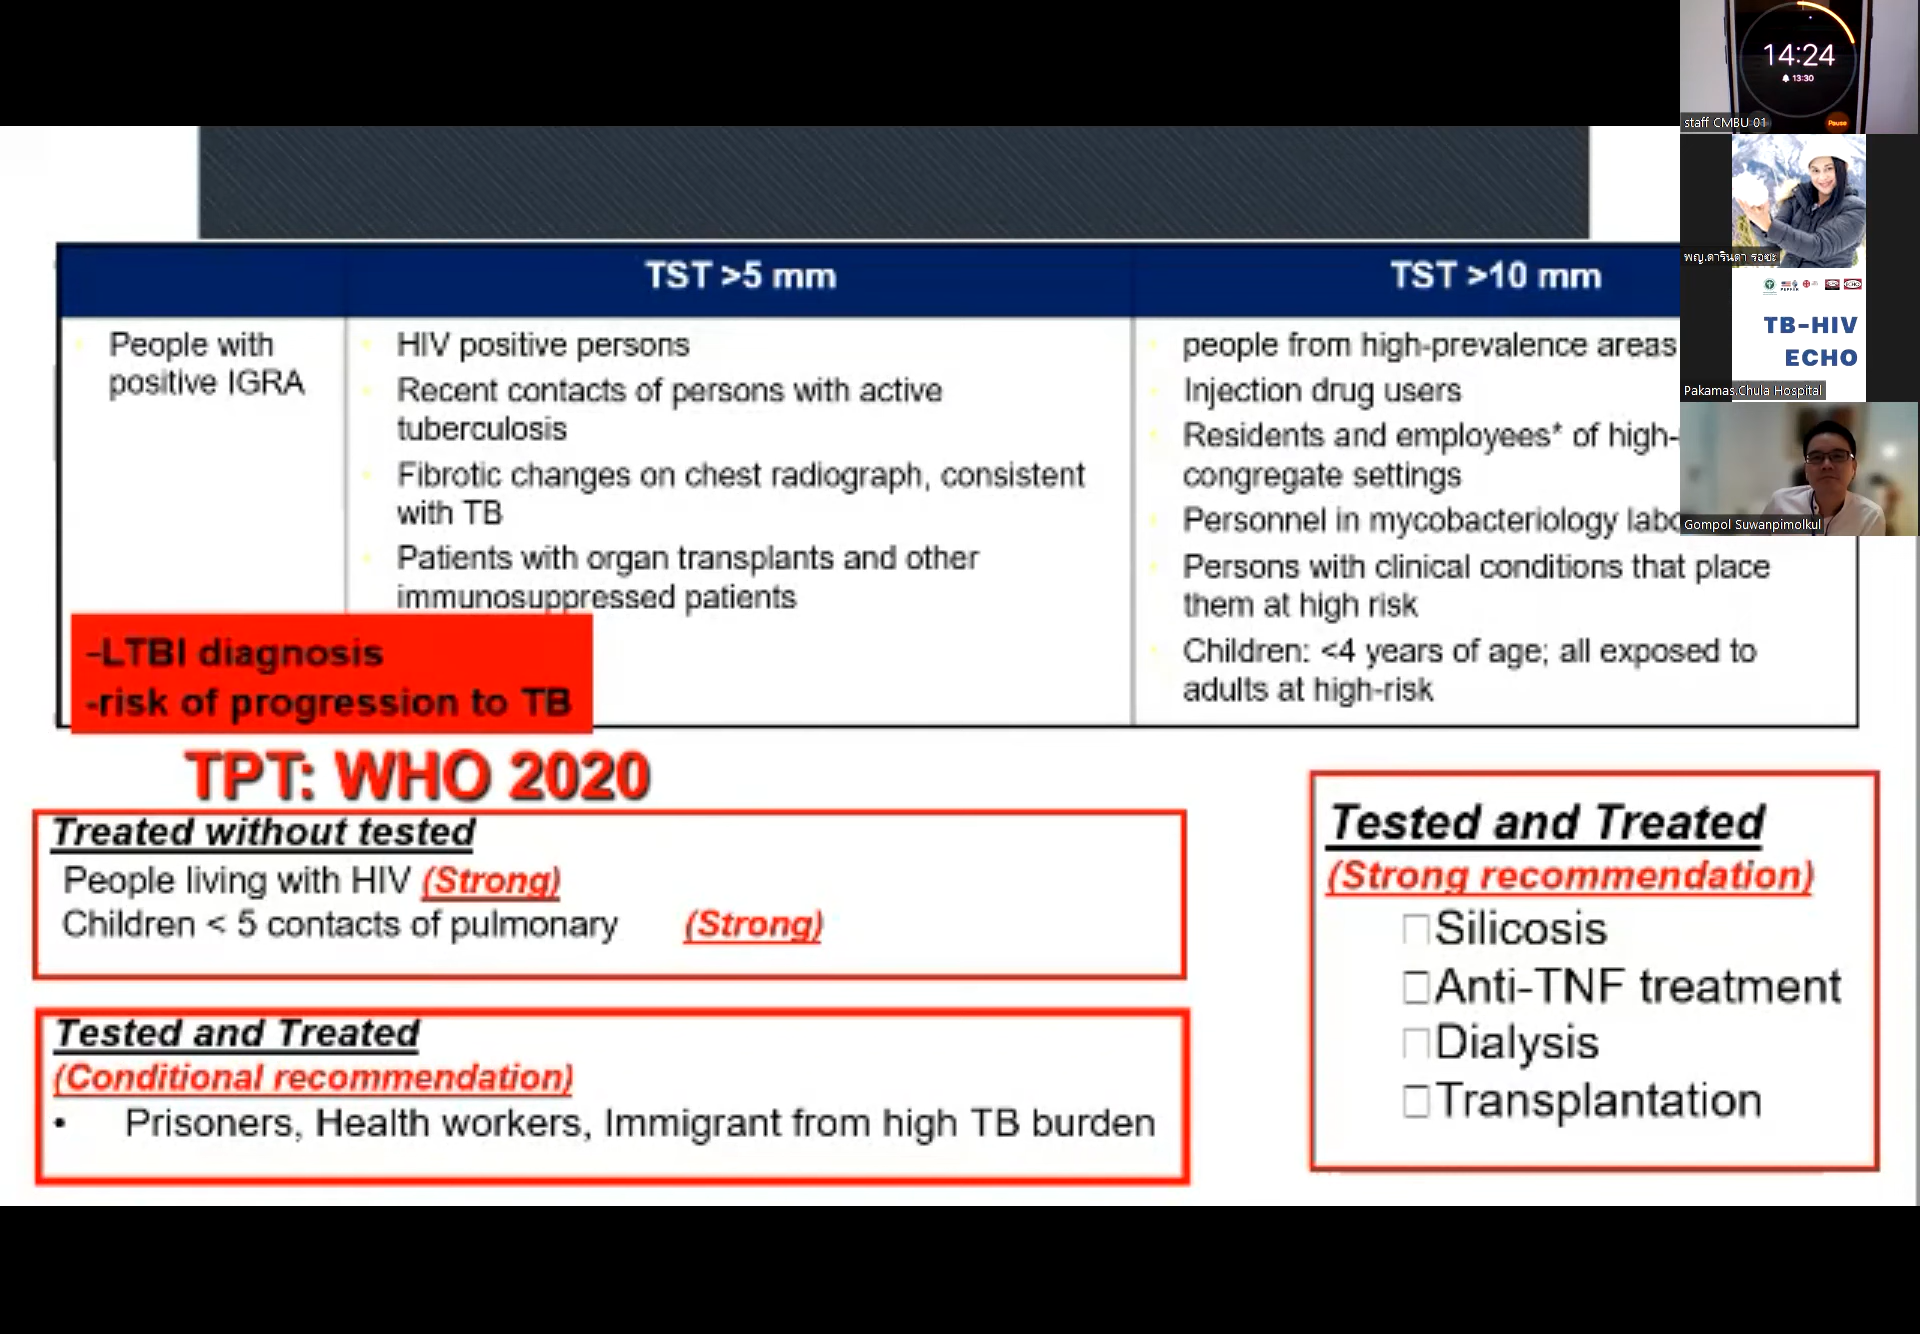 TST >5 mm
TST >10 mm
People with
positive IGRA
HIV positive persons
Recent contacts of persons with active
tuberculosis
Fibrotic changes on chest radiograph, consistent
with TB
Patients with organ transplants and other
immunosuppressed patients
people from high-prevalence areas
Injection drug users
Residents and employees* of high-
congregate settings
Personnel in mycobacteriology labo
Persons with clinical conditions that place
them at high risk
Children: <4 years of age; all exposed to
adults at high-risk
-LTBI diagnosis
-risk of progression to TB
TPT: WHO 2020
Treated without tested
People living with HIV (Strong)
Children < 5 contacts of pulmonary (Strong)
Tested and Treated
(Conditional recommendation)
• Prisoners, Health workers, Immigrant from high TB burden
Tested and Treated
(Strong recommendation)
Silicosis
Anti-TNF treatment
Dialysis
Transplantation
14:24
13:30
Pause
staff CMBU 01
พญ.ดารินดา รอซะ
TB-HIV
ECHO
Pakamas.Chula Hospital
Gompol Suwanpimolkul